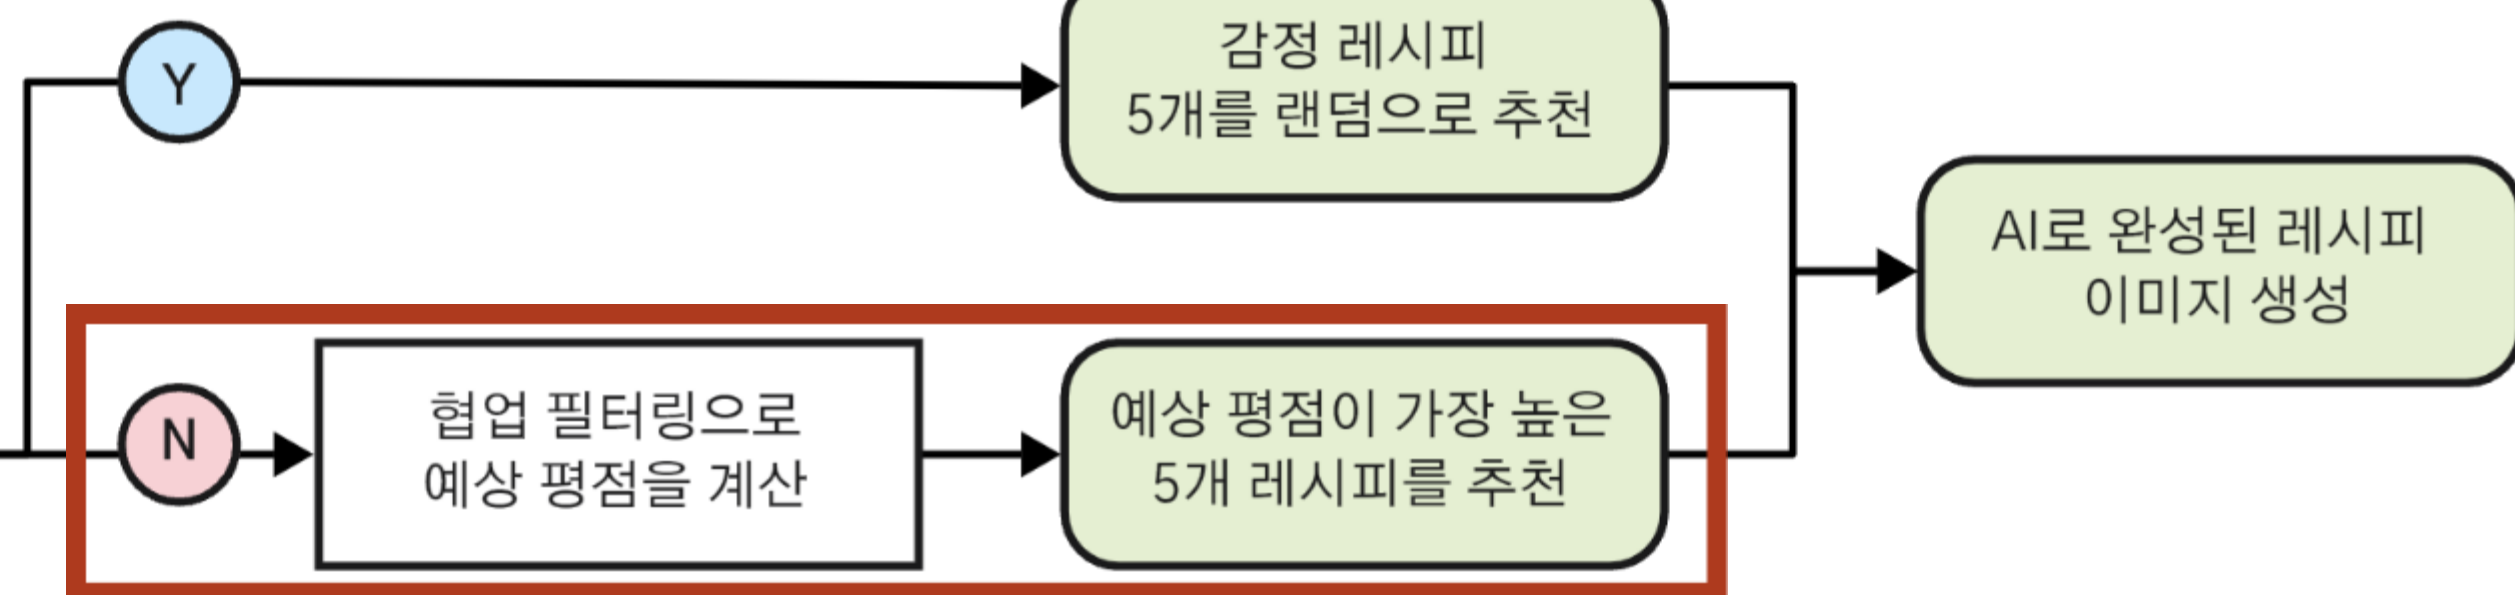 Y
감정 레시피
5개를 랜덤으로 추천
AI로 완성된 레시피
이미지 생성
N
협업 필터링으로
예상 평점을 계산
예상 평점이 가장 높은
5개 레시피를 추천